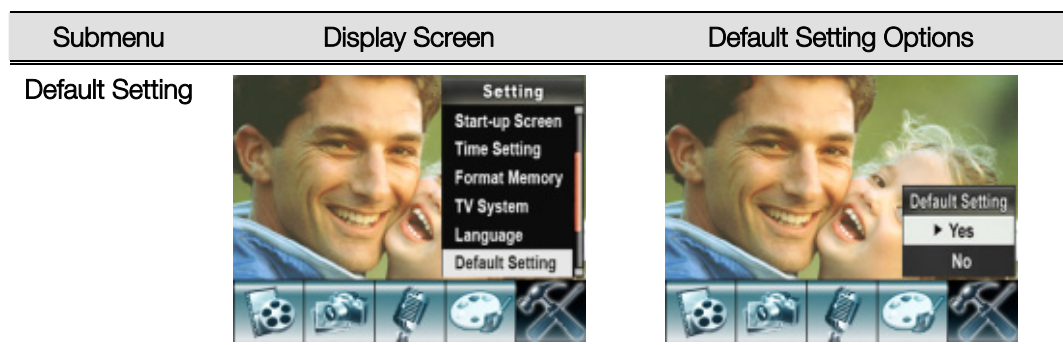 Submenu Display Screen Default Setting Options
Default Setting
Setting
Start-up Screen
Time Setting
Format Memory
TV System
Language
Default Setting
Default Setting
Yes
No